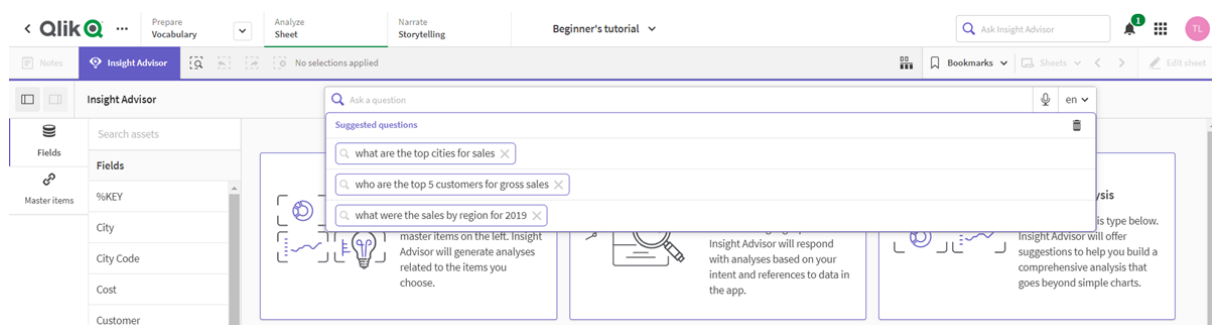 Qlik
Prepare
Vocabulary
Analyze
Sheet
Narrate
Storytelling
Beginner's tutorial
Ask Insight Advisor
1
TL
Notes
Insight Advisor
No selections applied
Bookmarks
Sheets
Edit sheet
Insight Advisor
Ask a question
en
Fields
Master items
Search assets
Fields
%KEY
City
City Code
Cost
Customer
Suggested questions
what are the top cities for sales
who are the top 5 customers for gross sales
what were the sales by region for 2019
master items on the left. Insight
Advisor will generate analyses
related to the items you
choose.
Insight Advisor will respond
with analyses based on your
intent and references to data in
the app.
is type below.
Insight Advisor will offer
suggestions to help you build a
comprehensive analysis that
goes beyond simple charts.